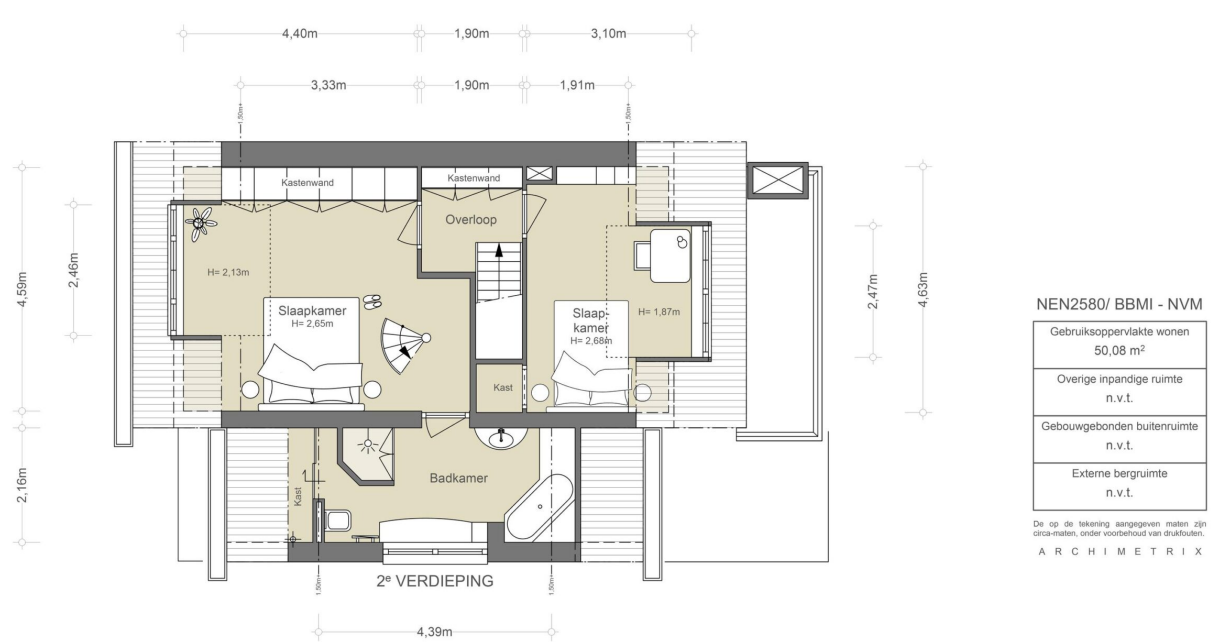 4,40m 1,90m 3,10m
3,33m 1,90m 1,91m
1,50m+ 1,50m+
Kastenwand Kastenwand
Overloop
4,59m 2,46m 2,47m 4,63m
H= 2,13m
Slaapkamer
H= 2,65m
Slaap-
kamer
H= 2,68m
H= 1,87m
Kast
2,16m
Kast
Badkamer
1,50m+ 1,50m+
2e VERDIEPING
4,39m
NEN2580/ BBMI - NVM
Gebruiksoppervlakte wonen
50,08 m²
Overige inpandige ruimte
n.v.t.
Gebouwgebonden buitenruimte
n.v.t.
Externe bergruimte
n.v.t.
De op de tekening aangegeven maten zijn
circa-maten, onder voorbehoud van drukfouten.
ARCHIMETRIX